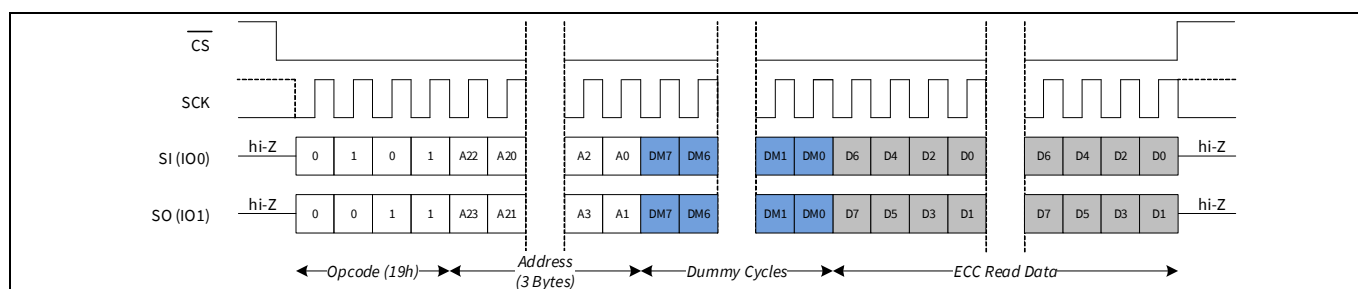 CS
SCK
SI (IO0) hi-Z 0 1 0 1 A22 A20 A2 A0 DM7 DM6 DM1 DM0 D6 D4 D2 D0 D6 D4 D2 D0 hi-Z
SO (IO1) hi-Z 0 0 1 1 A23 A21 A3 A1 DM7 DM6 DM1 DM0 D7 D5 D3 D1 D7 D5 D3 D1 hi-Z
Opcode (19h) Address Dummy Cycles ECC Read Data
(3 Bytes)